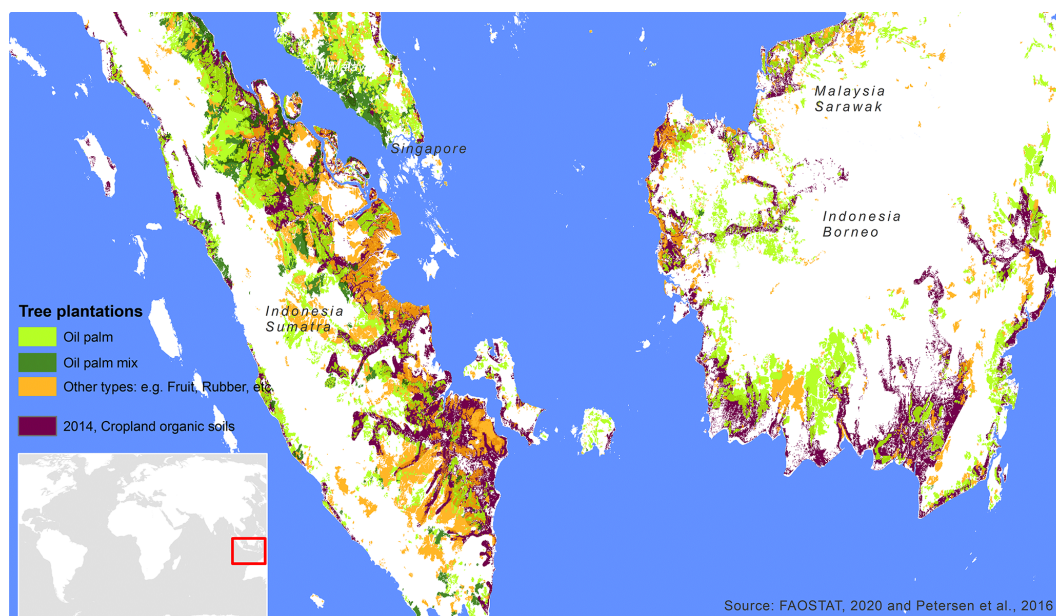 Malaysia
Sarawak
Singapore
Indonesia
Borneo
Indonesia
Sumatra
Tree plantations
Oil palm
Oil palm mix
Other types: e.g. Fruit, Rubber, etc.
2014, Cropland organic soils
Source: FAOSTAT, 2020 and Petersen et al., 2016